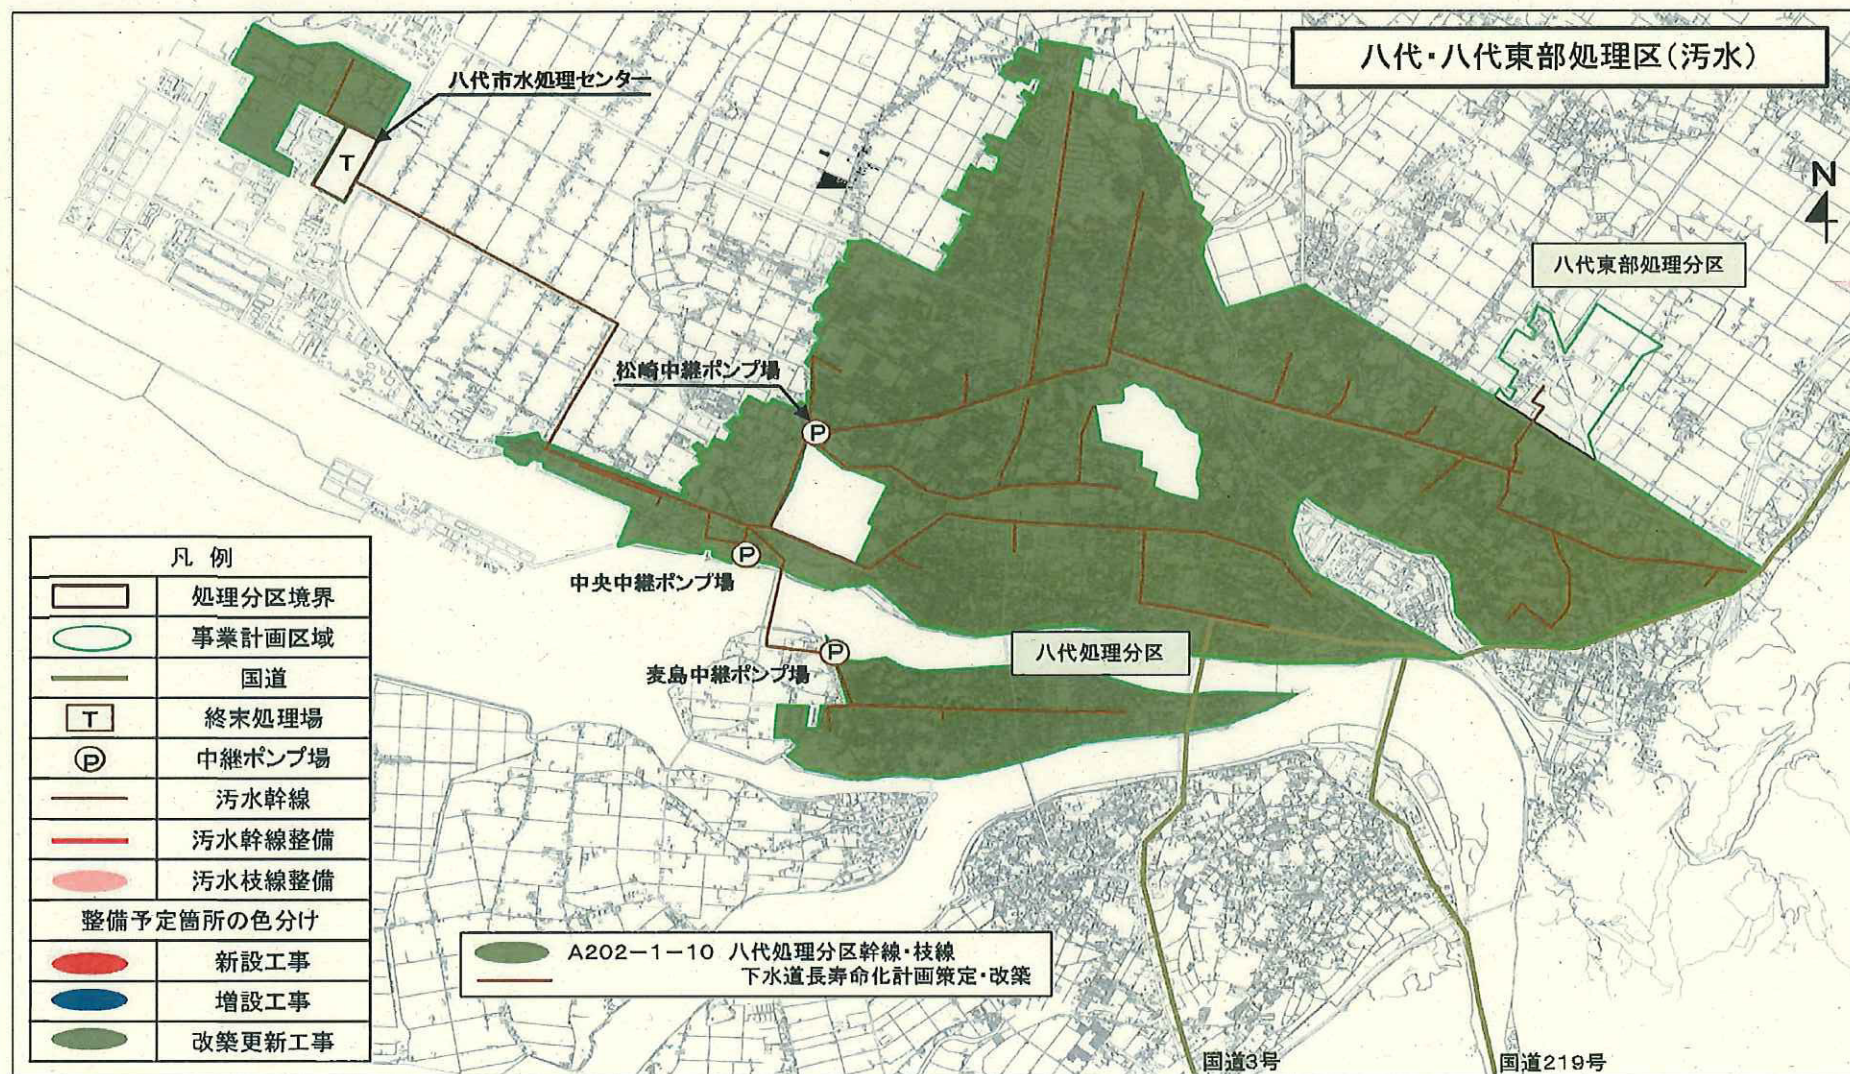 八代・八代東部処理区(汚水)
八代市水処理センター
T
N
八代東部処理分区
松崎中継ポンプ場
P
P
中央中継ポンプ場
P
麦島中継ポンプ場
八代処理分区
凡 例
処理分区境界
事業計画区域
国道
T 終末処理場
P 中継ポンプ場
汚水幹線
汚水幹線整備
汚水枝線整備
整備予定箇所の色分け
新設工事
増設工事
改築更新工事
A202-1-10 八代処理分区幹線・枝線
下水道長寿命化計画策定・改築
国道3号
国道219号